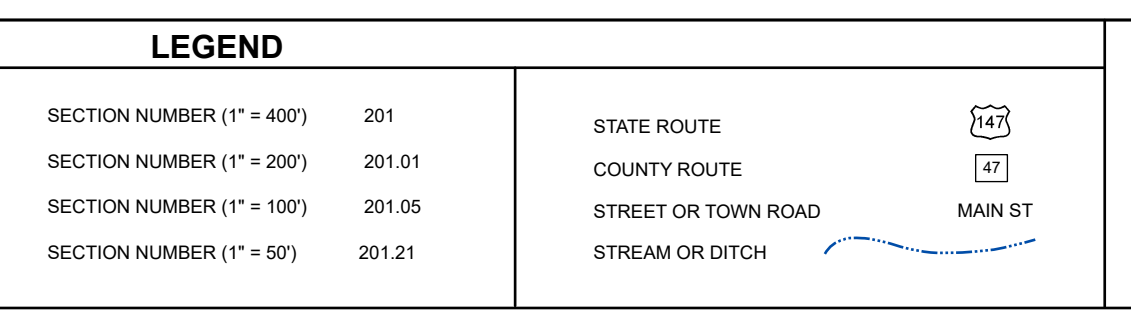 LEGEND
SECTION NUMBER (1" = 400') 201
SECTION NUMBER (1" = 200') 201.01
SECTION NUMBER (1" = 100') 201.05
SECTION NUMBER (1" = 50') 201.21
STATE ROUTE 147
COUNTY ROUTE 47
STREET OR TOWN ROAD MAIN ST
STREAM OR DITCH